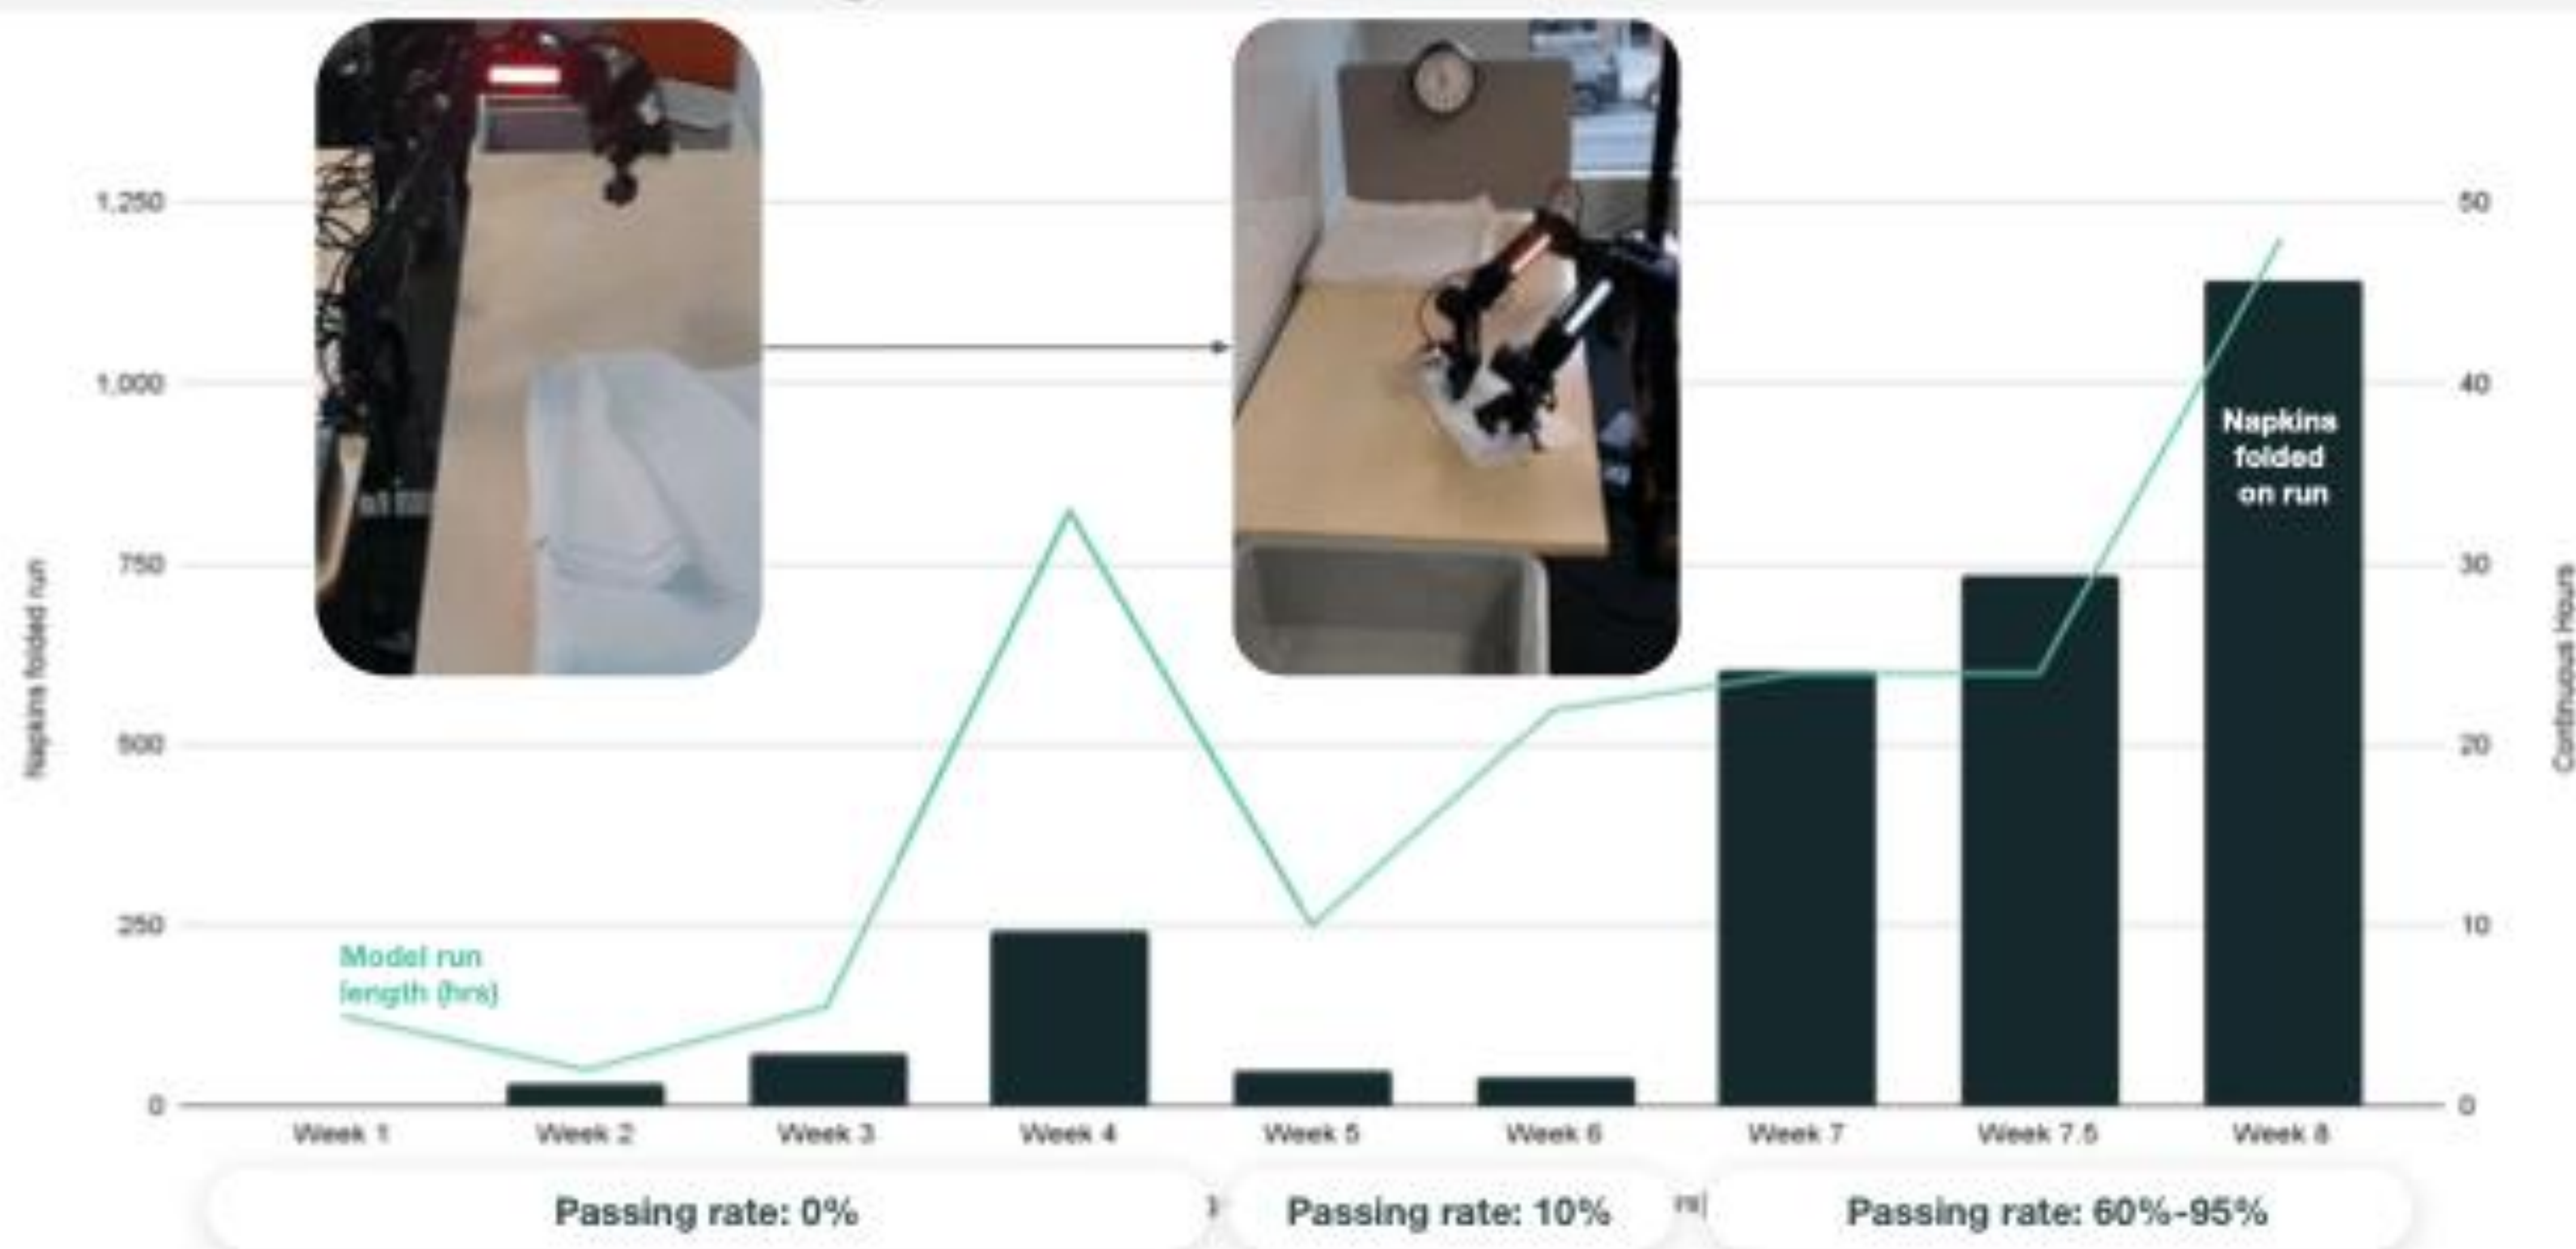 1,250
1,000
750
500
250
0
Napkins folded run
50
40
30
20
10
0
Continuous Hours
Model run
length (hrs)
Napkins
folded
on run
Week 1
Week 2
Week 3
Week 4
Week 5
Week 6
Week 7
Week 7.5
Week 8
Passing rate: 0%
Passing rate: 10%
Passing rate: 60%-95%